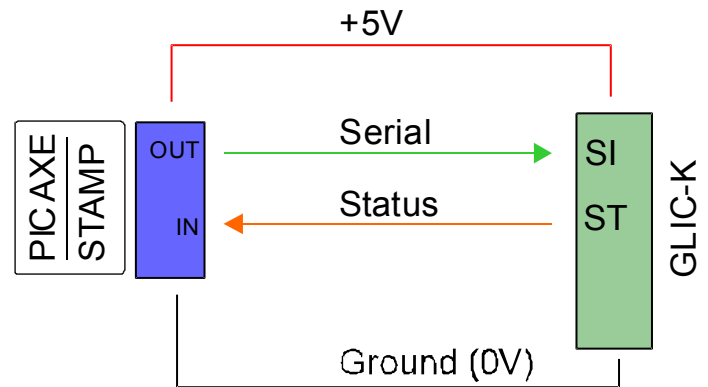 +5V
PICAXE
STAMP
OUT
IN
Serial
Status
SI
ST
GLIC-K
Ground (0V)